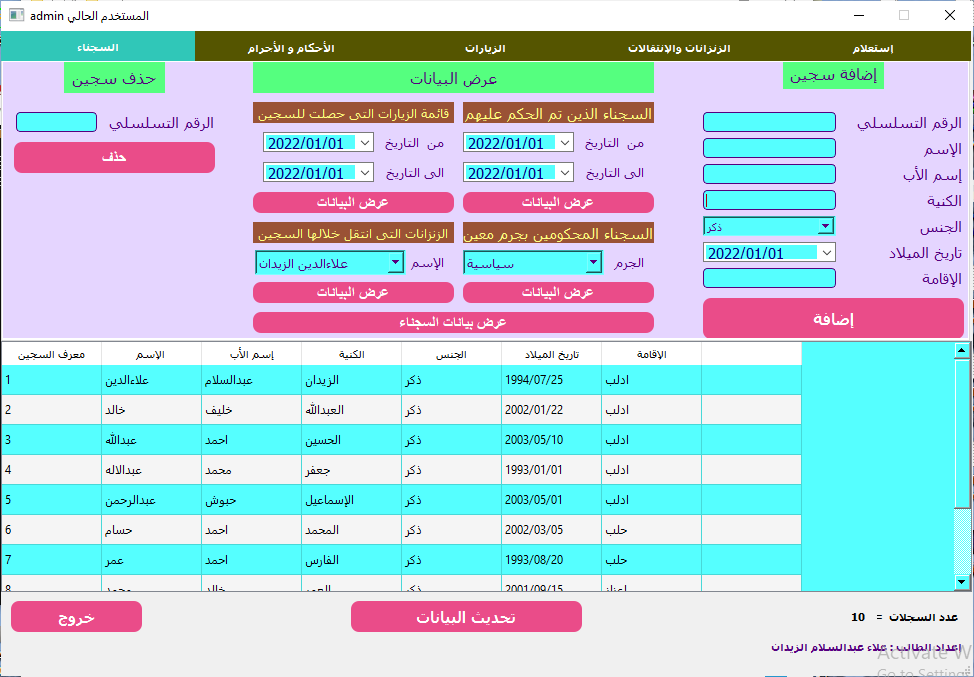 المستخدم الحالي admin
السجناء الأحكام و الأجرام الزيارات الزنزانات والإنتقالات إستعلام
إضافة سجين
الرقم التسلسلي
الإسم
إسم الأب
الكنية
الجنس ذكر
تاريخ الميلاد 2022/01/01
الإقامة
إضافة
عرض البيانات
السجناء الذين تم الحكم عليهم
من التاريخ 2022/01/01
الى التاريخ 2022/01/01
عرض البيانات
السجناء المحكومين بجرم معين
الجرم سياسية
عرض البيانات
قائمة الزيارات التي حصلت للسجين
من التاريخ 2022/01/01
الى التاريخ 2022/01/01
عرض البيانات
الزنزانات التي انتقل خلالها السجين
الإسم علاءالدين الزيدان
عرض البيانات
عرض بيانات السجناء
حذف سجين
الرقم التسلسلي
حذف
معرف السجين الإسم إسم الأب الكنية الجنس تاريخ الميلاد الإقامة
1 علاءالدين عبدالسلام الزيدان ذكر 1994/07/25 ادلب
2 خالد خليف العبدالله ذكر 2002/01/22 ادلب
3 عبدالله احمد الحسين ذكر 2003/05/10 ادلب
4 عبدالاله محمد جعفر ذكر 1993/01/01 ادلب
5 عبدالرحمن حبوش الإسماعيل ذكر 2003/05/01 ادلب
6 حسام احمد المحمد ذكر 2002/03/05 حلب
7 عمر احمد الفارس ذكر 1993/08/20 حلب
8 محمد خالد العمر ذكر 2001/09/15
خروج
تحديث البيانات
عدد السجلات = 10
اعداد الطالب : علاء عبدالسلام الزيدان
Activate W
Go to Settings